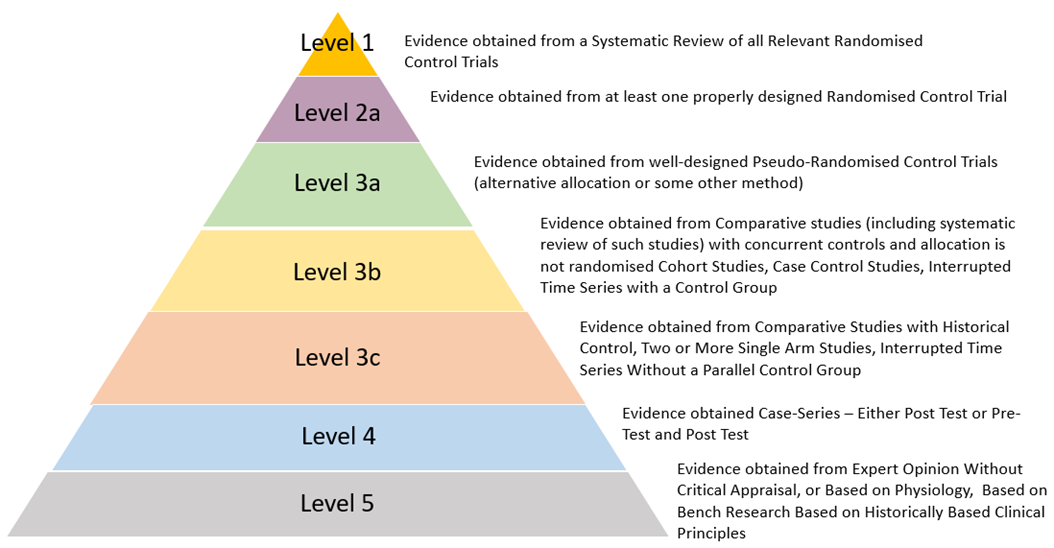 Level 1
Evidence obtained from a Systematic Review of all Relevant Randomised
Control Trials
Level 2a
Evidence obtained from at least one properly designed Randomised Control Trial
Level 3a
Evidence obtained from well-designed Pseudo-Randomised Control Trials
(alternative allocation or some other method)
Level 3b
Evidence obtained from Comparative studies (including systematic
review of such studies) with concurrent controls and allocation is
not randomised Cohort Studies, Case Control Studies, Interrupted
Time Series with a Control Group
Level 3c
Evidence obtained from Comparative Studies with Historical
Control, Two or More Single Arm Studies, Interrupted Time
Series Without a Parallel Control Group
Level 4
Evidence obtained Case-Series – Either Post Test or Pre-
Test and Post Test
Level 5
Evidence obtained from Expert Opinion Without
Critical Appraisal, or Based on Physiology,  Based on
Bench Research Based on Historically Based Clinical
Principles